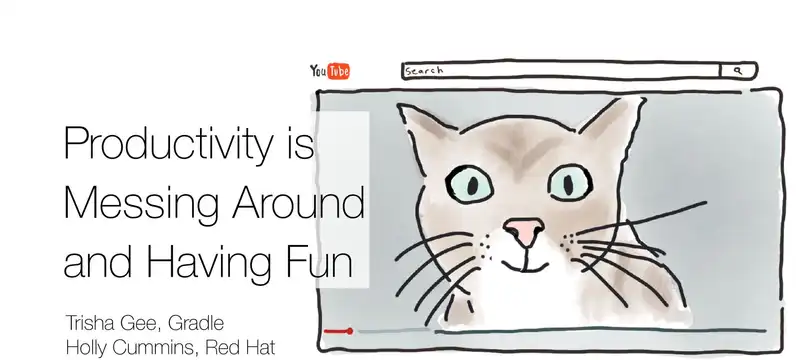 YouTube
Search
Productivity is
Messing Around
and Having Fun
Trisha Gee, Gradle
Holly Cummins, Red Hat